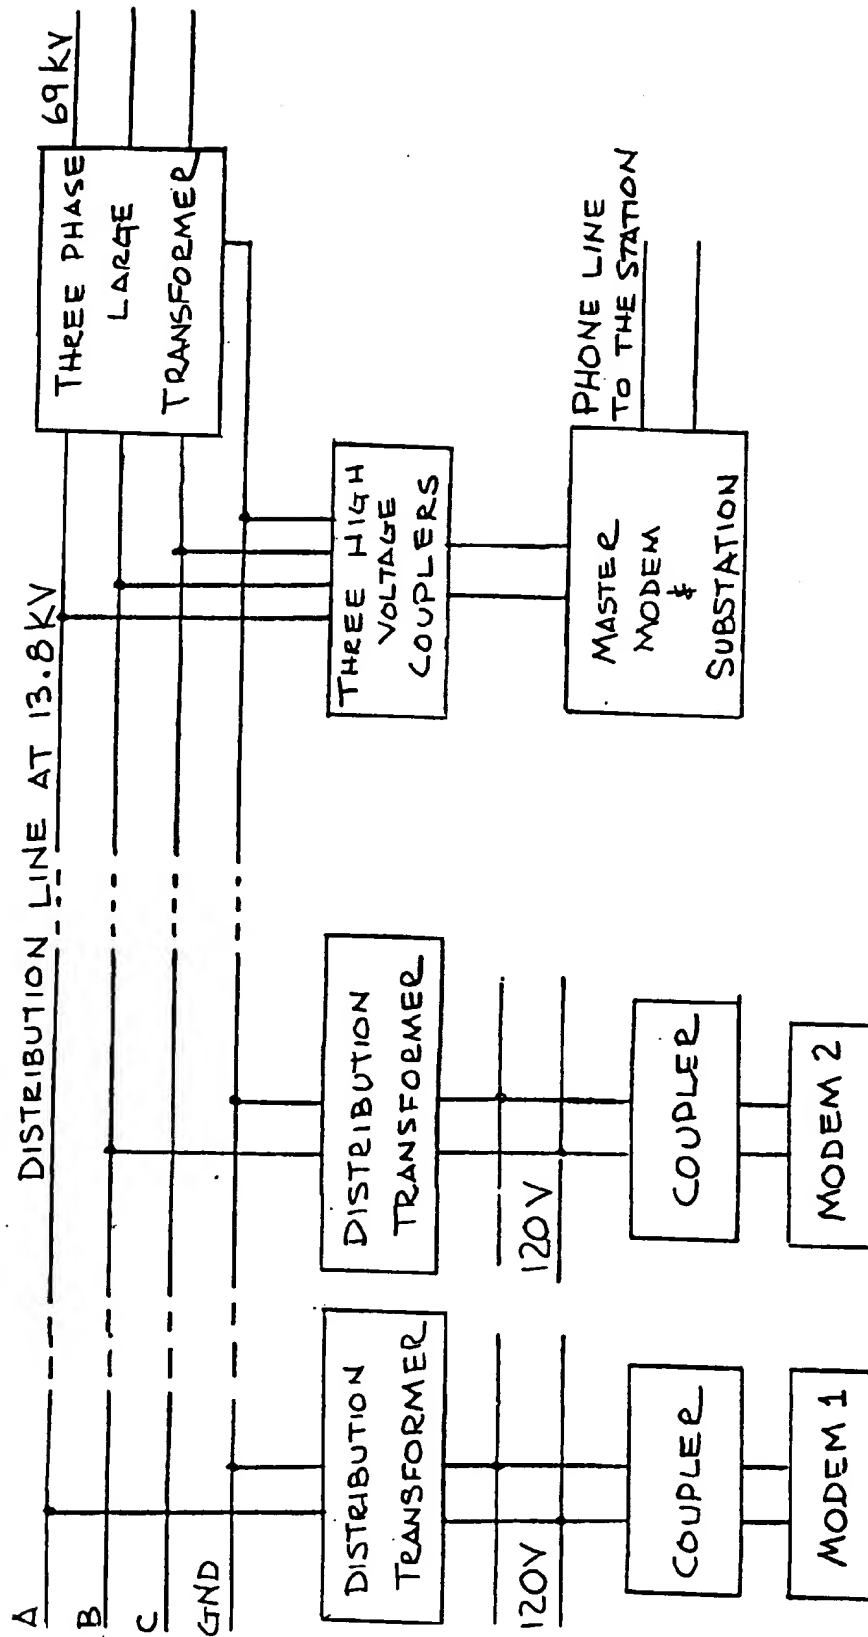 DISTRIBUTION LINE AT 13.8KV
69KV
A
B
C
GND
THREE PHASE
LARGE
TRANSFORMER
DISTRIBUTION
TRANSFORMER
DISTRIBUTION
TRANSFORMER
THREE HIGH
VOLTAGE
COUPLERS
PHONE LINE
TO THE STATION
120V
120V
COUPLER
COUPLER
MASTER
MODEM
&
SUBSTATION
MODEM 1
MODEM 2